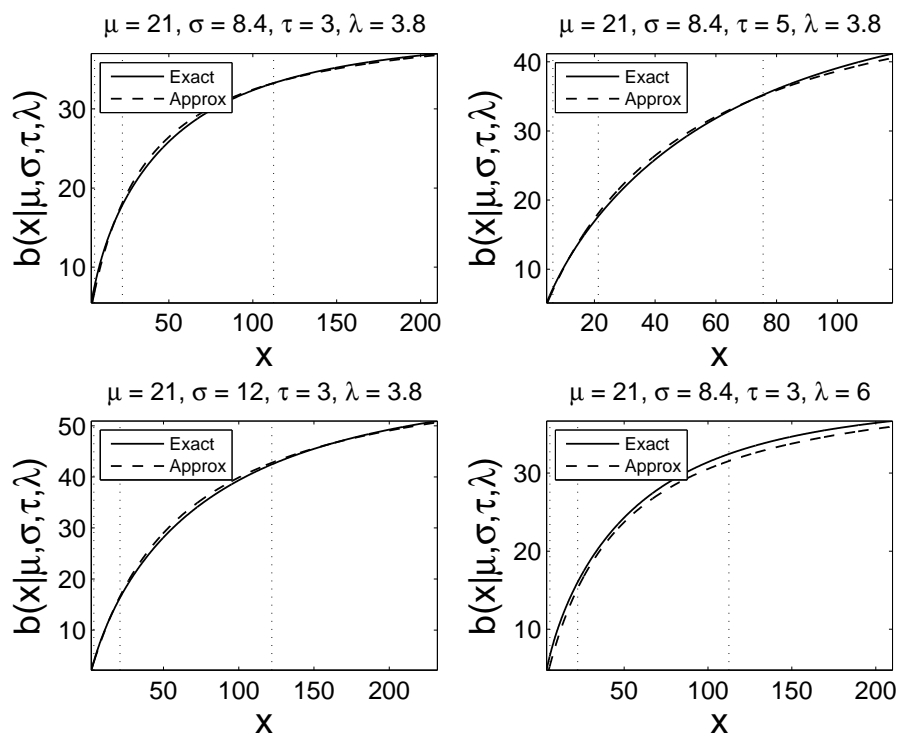 μ = 21, σ = 8.4, τ = 3, λ = 3.8
b(x|μ,σ,τ,λ)
30
20
10
Exact
Approx
50
100
150
200
x
μ = 21, σ = 8.4, τ = 5, λ = 3.8
b(x|μ,σ,τ,λ)
40
30
20
10
Exact
Approx
20
40
60
80
100
x
μ = 21, σ = 12, τ = 3, λ = 3.8
b(x|μ,σ,τ,λ)
50
40
30
20
10
Exact
Approx
50
100
150
200
x
μ = 21, σ = 8.4, τ = 3, λ = 6
b(x|μ,σ,τ,λ)
30
20
10
Exact
Approx
50
100
150
200
x